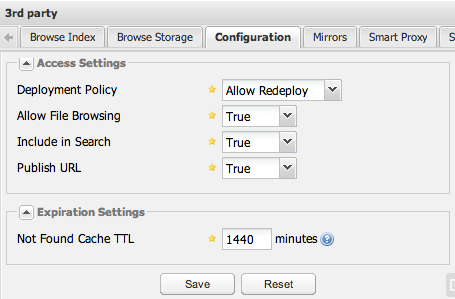 3rd party
Browse Index Browse Storage Configuration Mirrors Smart Proxy S
Access Settings
Deployment Policy Allow Redeploy
Allow File Browsing True
Include in Search True
Publish URL True
Expiration Settings
Not Found Cache TTL 1440 minutes ?
Save Reset